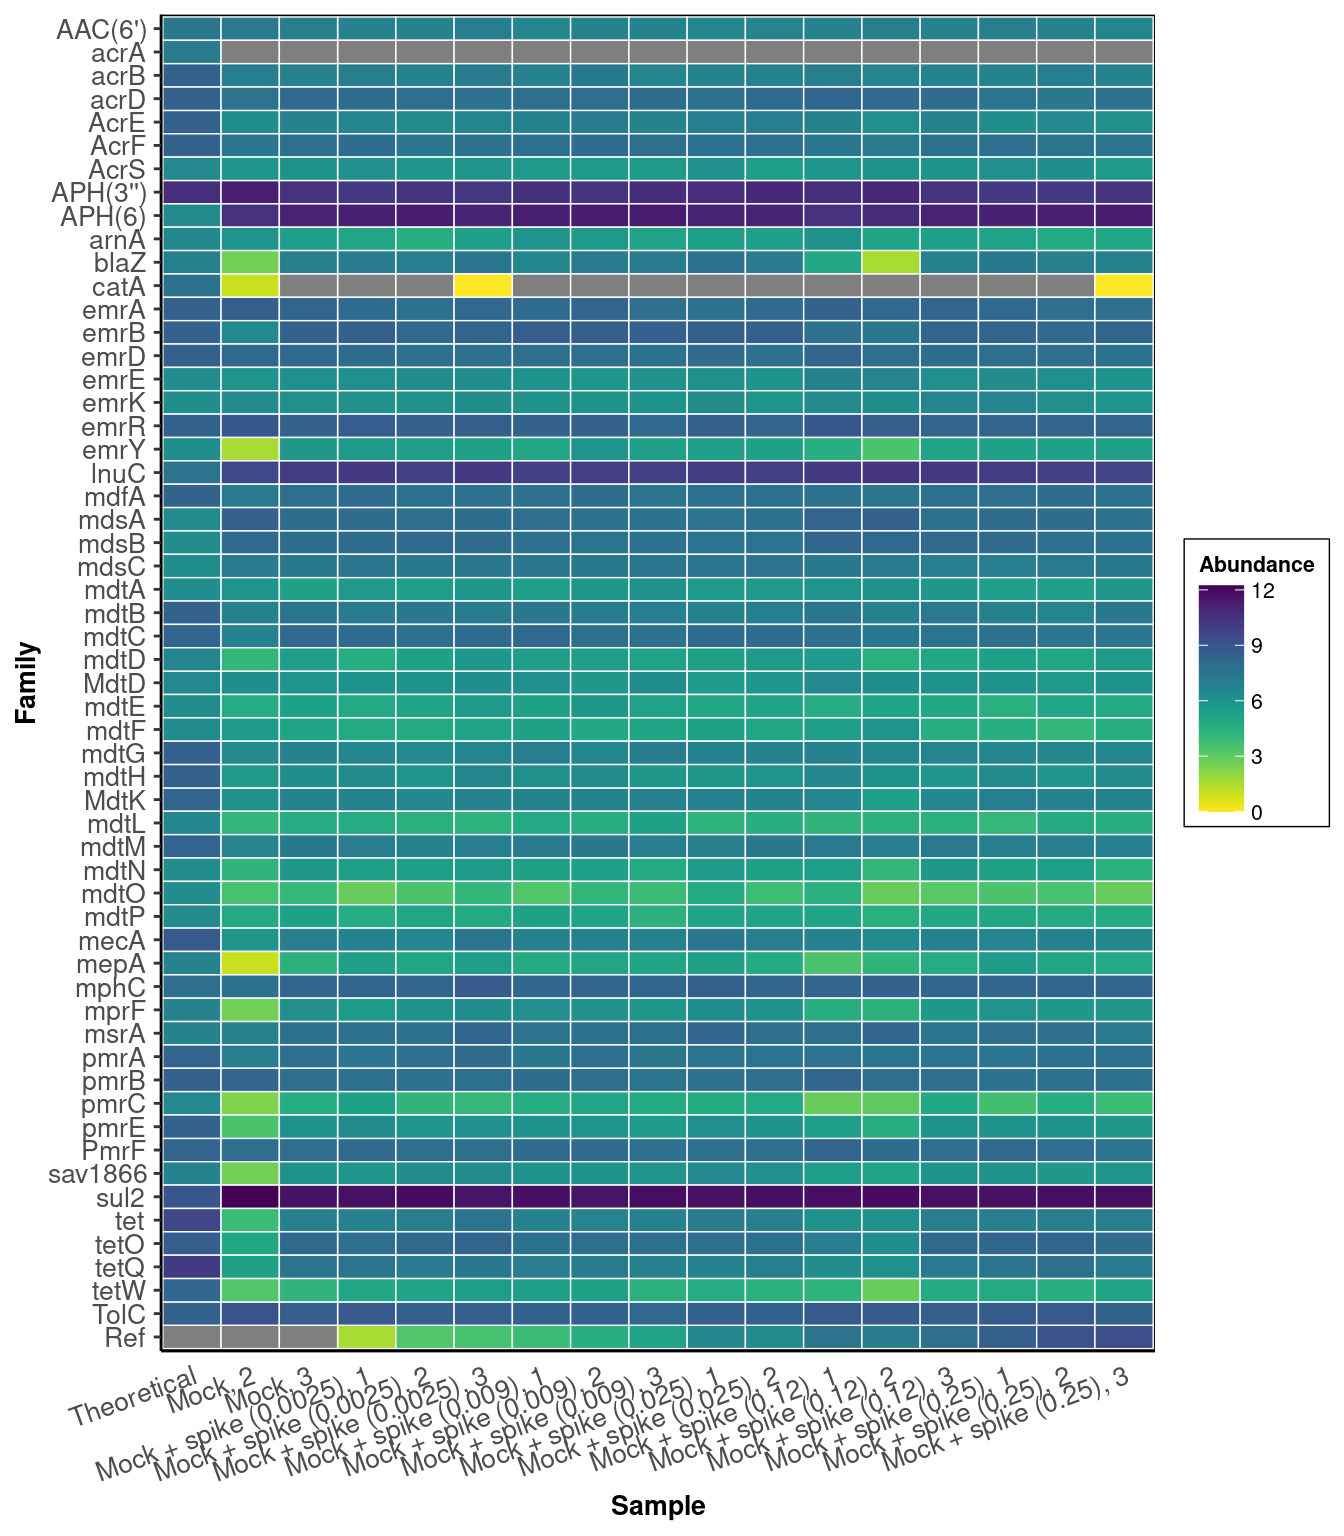 AAC(6')
acrA
acrB
acrD
AcrE
AcrF
AcrS
APH(3'')
APH(6)
arnA
blaZ
catA
emrA
emrB
emrD
emrE
emrK
emrR
emrY
lnuC
mdfA
mdsA
mdsB
mdsC
mdtA
mdtB
mdtC
mdtD
MdtD
mdtE
mdtF
mdtG
mdtH
MdtK
mdtL
mdtM
mdtN
mdtO
mdtP
mecA
mepA
mphC
mprF
msrA
pmrA
pmrB
pmrC
pmrE
PmrF
sav1866
sul2
tet
tetO
tetQ
tetW
TolC
Ref
Family
Theoretical
Mock, 2
Mock, 3
Mock + spike (0.0025), 1
Mock + spike (0.0025), 2
Mock + spike (0.0025), 3
Mock + spike (0.009), 1
Mock + spike (0.009), 2
Mock + spike (0.009), 3
Mock + spike (0.025), 1
Mock + spike (0.025), 2
Mock + spike (0.12), 1
Mock + spike (0.12), 2
Mock + spike (0.12), 3
Mock + spike (0.25), 1
Mock + spike (0.25), 2
Mock + spike (0.25), 3
Sample
Abundance
12
9
6
3
0